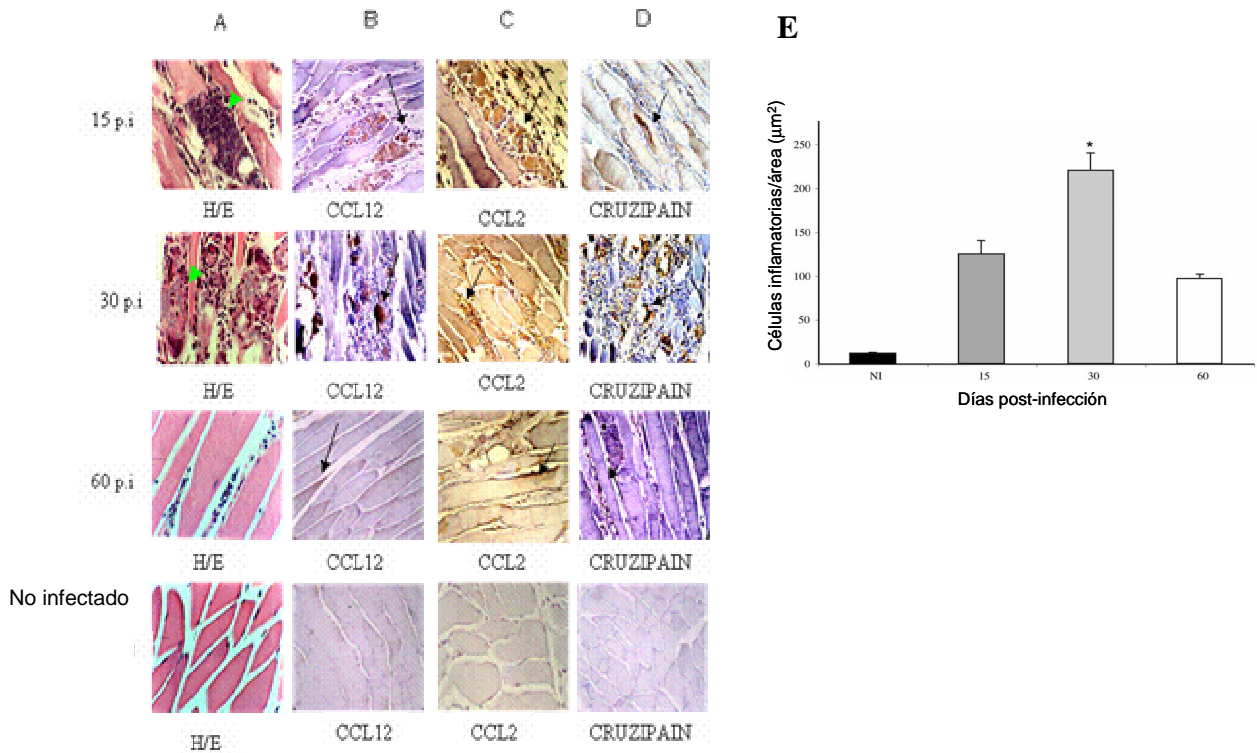 A B C D
E
15 p.i
H/E CCL12 CCL2 CRUZIPAIN
30 p.i
H/E CCL12 CCL2 CRUZIPAIN
60 p.i
H/E CCL12 CCL2 CRUZIPAIN
No infectado
H/E CCL12 CCL2 CRUZIPAIN
Células inflamatorias/área (µm²)
250
200
150
100
50
0
*
NI 15 30 60
Días post-infección